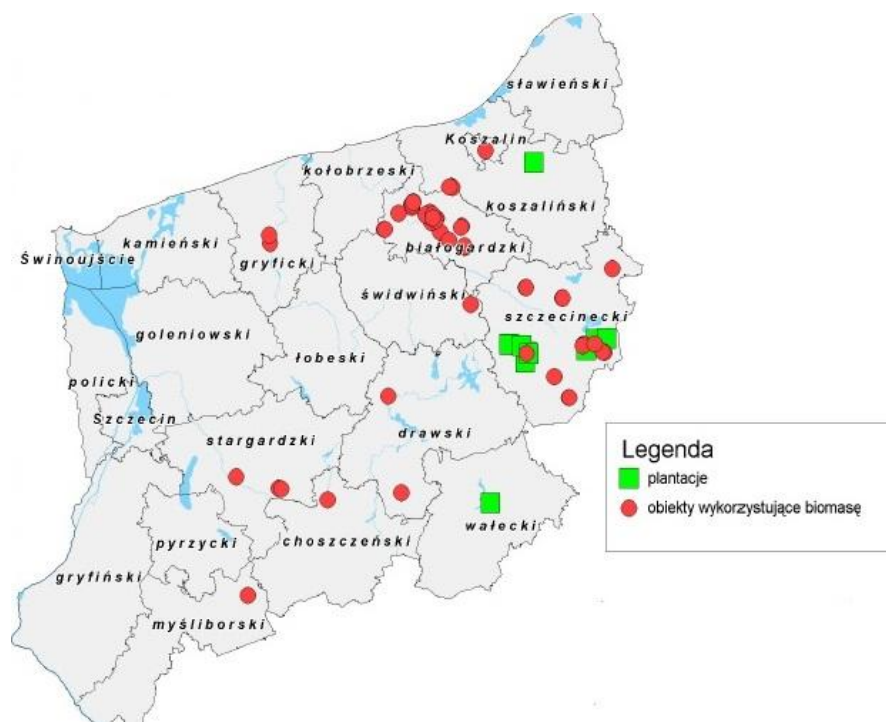 sławieński
Koszalin
kołobrzeski
koszaliński
kamieński
białogardzki
Świnoujście
gryficki
świdwiński
szczecinecki
goleniowski
łobeski
policki
Szczecin
stargardzki
drawski
Legenda
plantacje
obiekty wykorzystujące biomasę
wałecki
pyrzycki
choszczeński
gryfiński
myśliborski